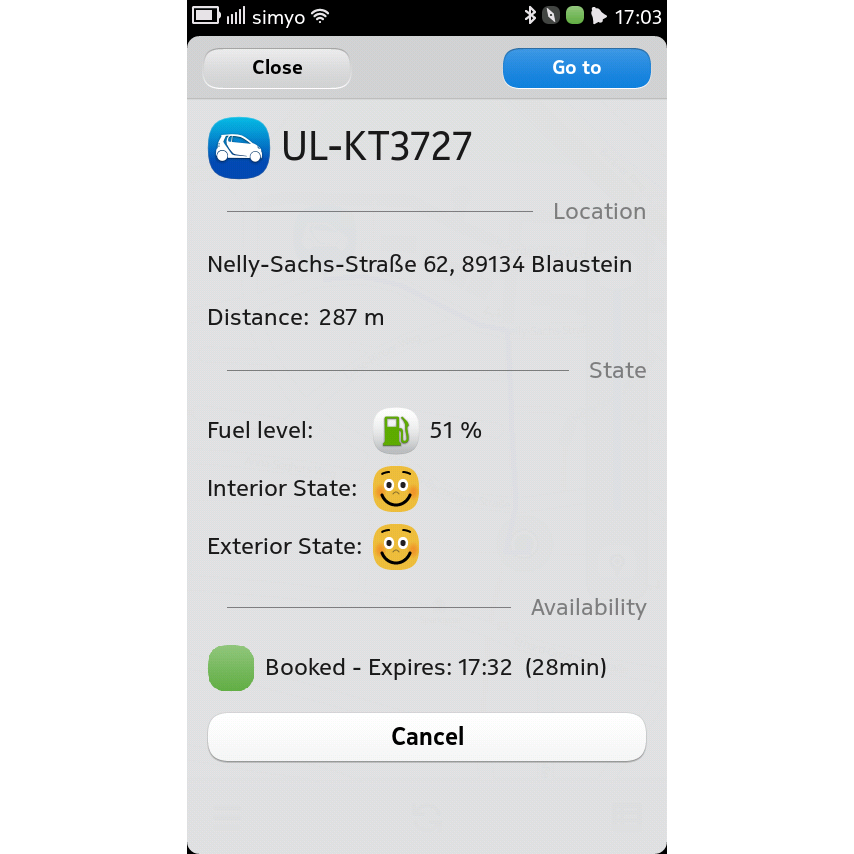 simyo 17:03
Close Go to
UL-KT3727
Location
Nelly-Sachs-Straße 62, 89134 Blaustein
Distance: 287 m
State
Fuel level: 51 %
Interior State:
Exterior State:
Availability
Booked - Expires: 17:32 (28min)
Cancel